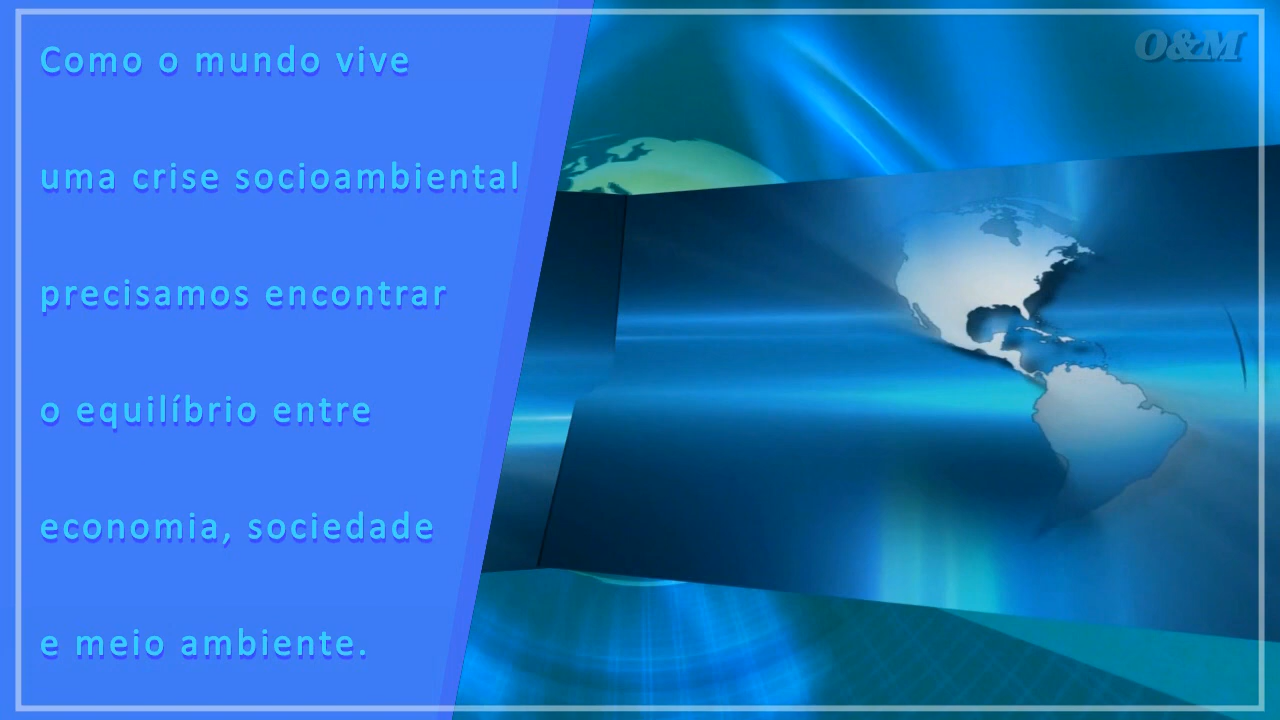 O&M
Como o mundo vive
uma crise socioambiental
precisamos encontrar
o equilíbrio entre
economia, sociedade
e meio ambiente.